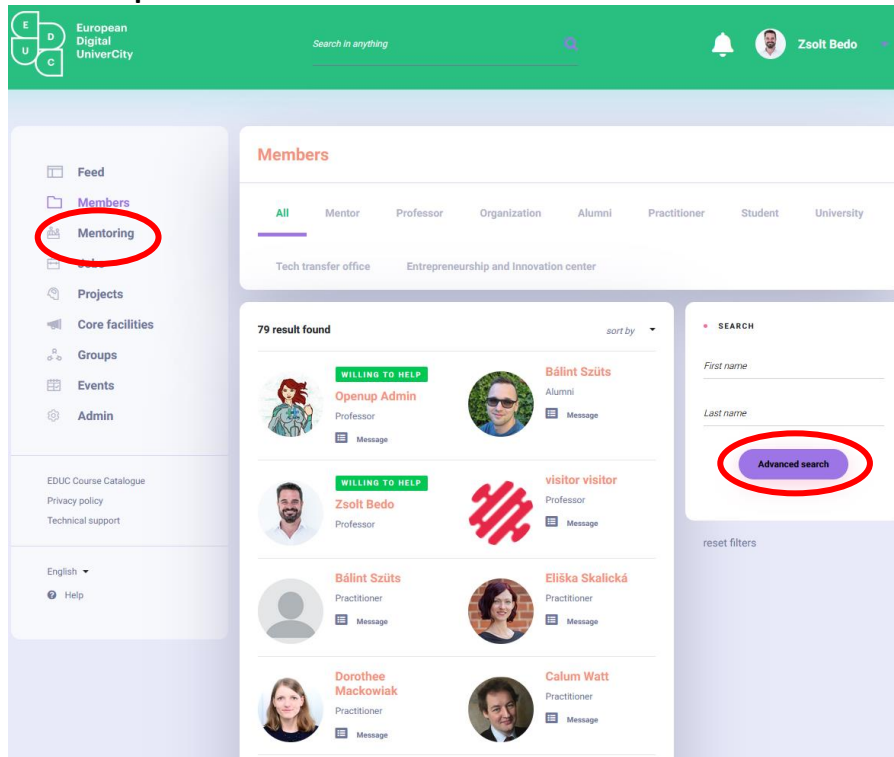 European
Digital
UniverCity
E
D
U
C
Search in anything
Zsolt Bedo
Feed
Members
Mentoring
Jobs
Projects
Core facilities
Groups
Events
Admin
EDUC Course Catalogue
Privacy policy
Technical support
English
Help
Members
All Mentor Professor Organization Alumni Practitioner Student University
Tech transfer office Entrepreneurship and Innovation center
79 result found
sort by
WILLING TO HELP
Openup Admin
Professor
Message
Bálint Szüts
Alumni
Message
WILLING TO HELP
Zsolt Bedo
Professor
visitor visitor
Professor
Message
Bálint Szüts
Practitioner
Message
Eliška Skalická
Practitioner
Message
Dorothee
Mackowiak
Practitioner
Message
Calum Watt
Practitioner
Message
SEARCH
First name
Last name
Advanced search
reset filters